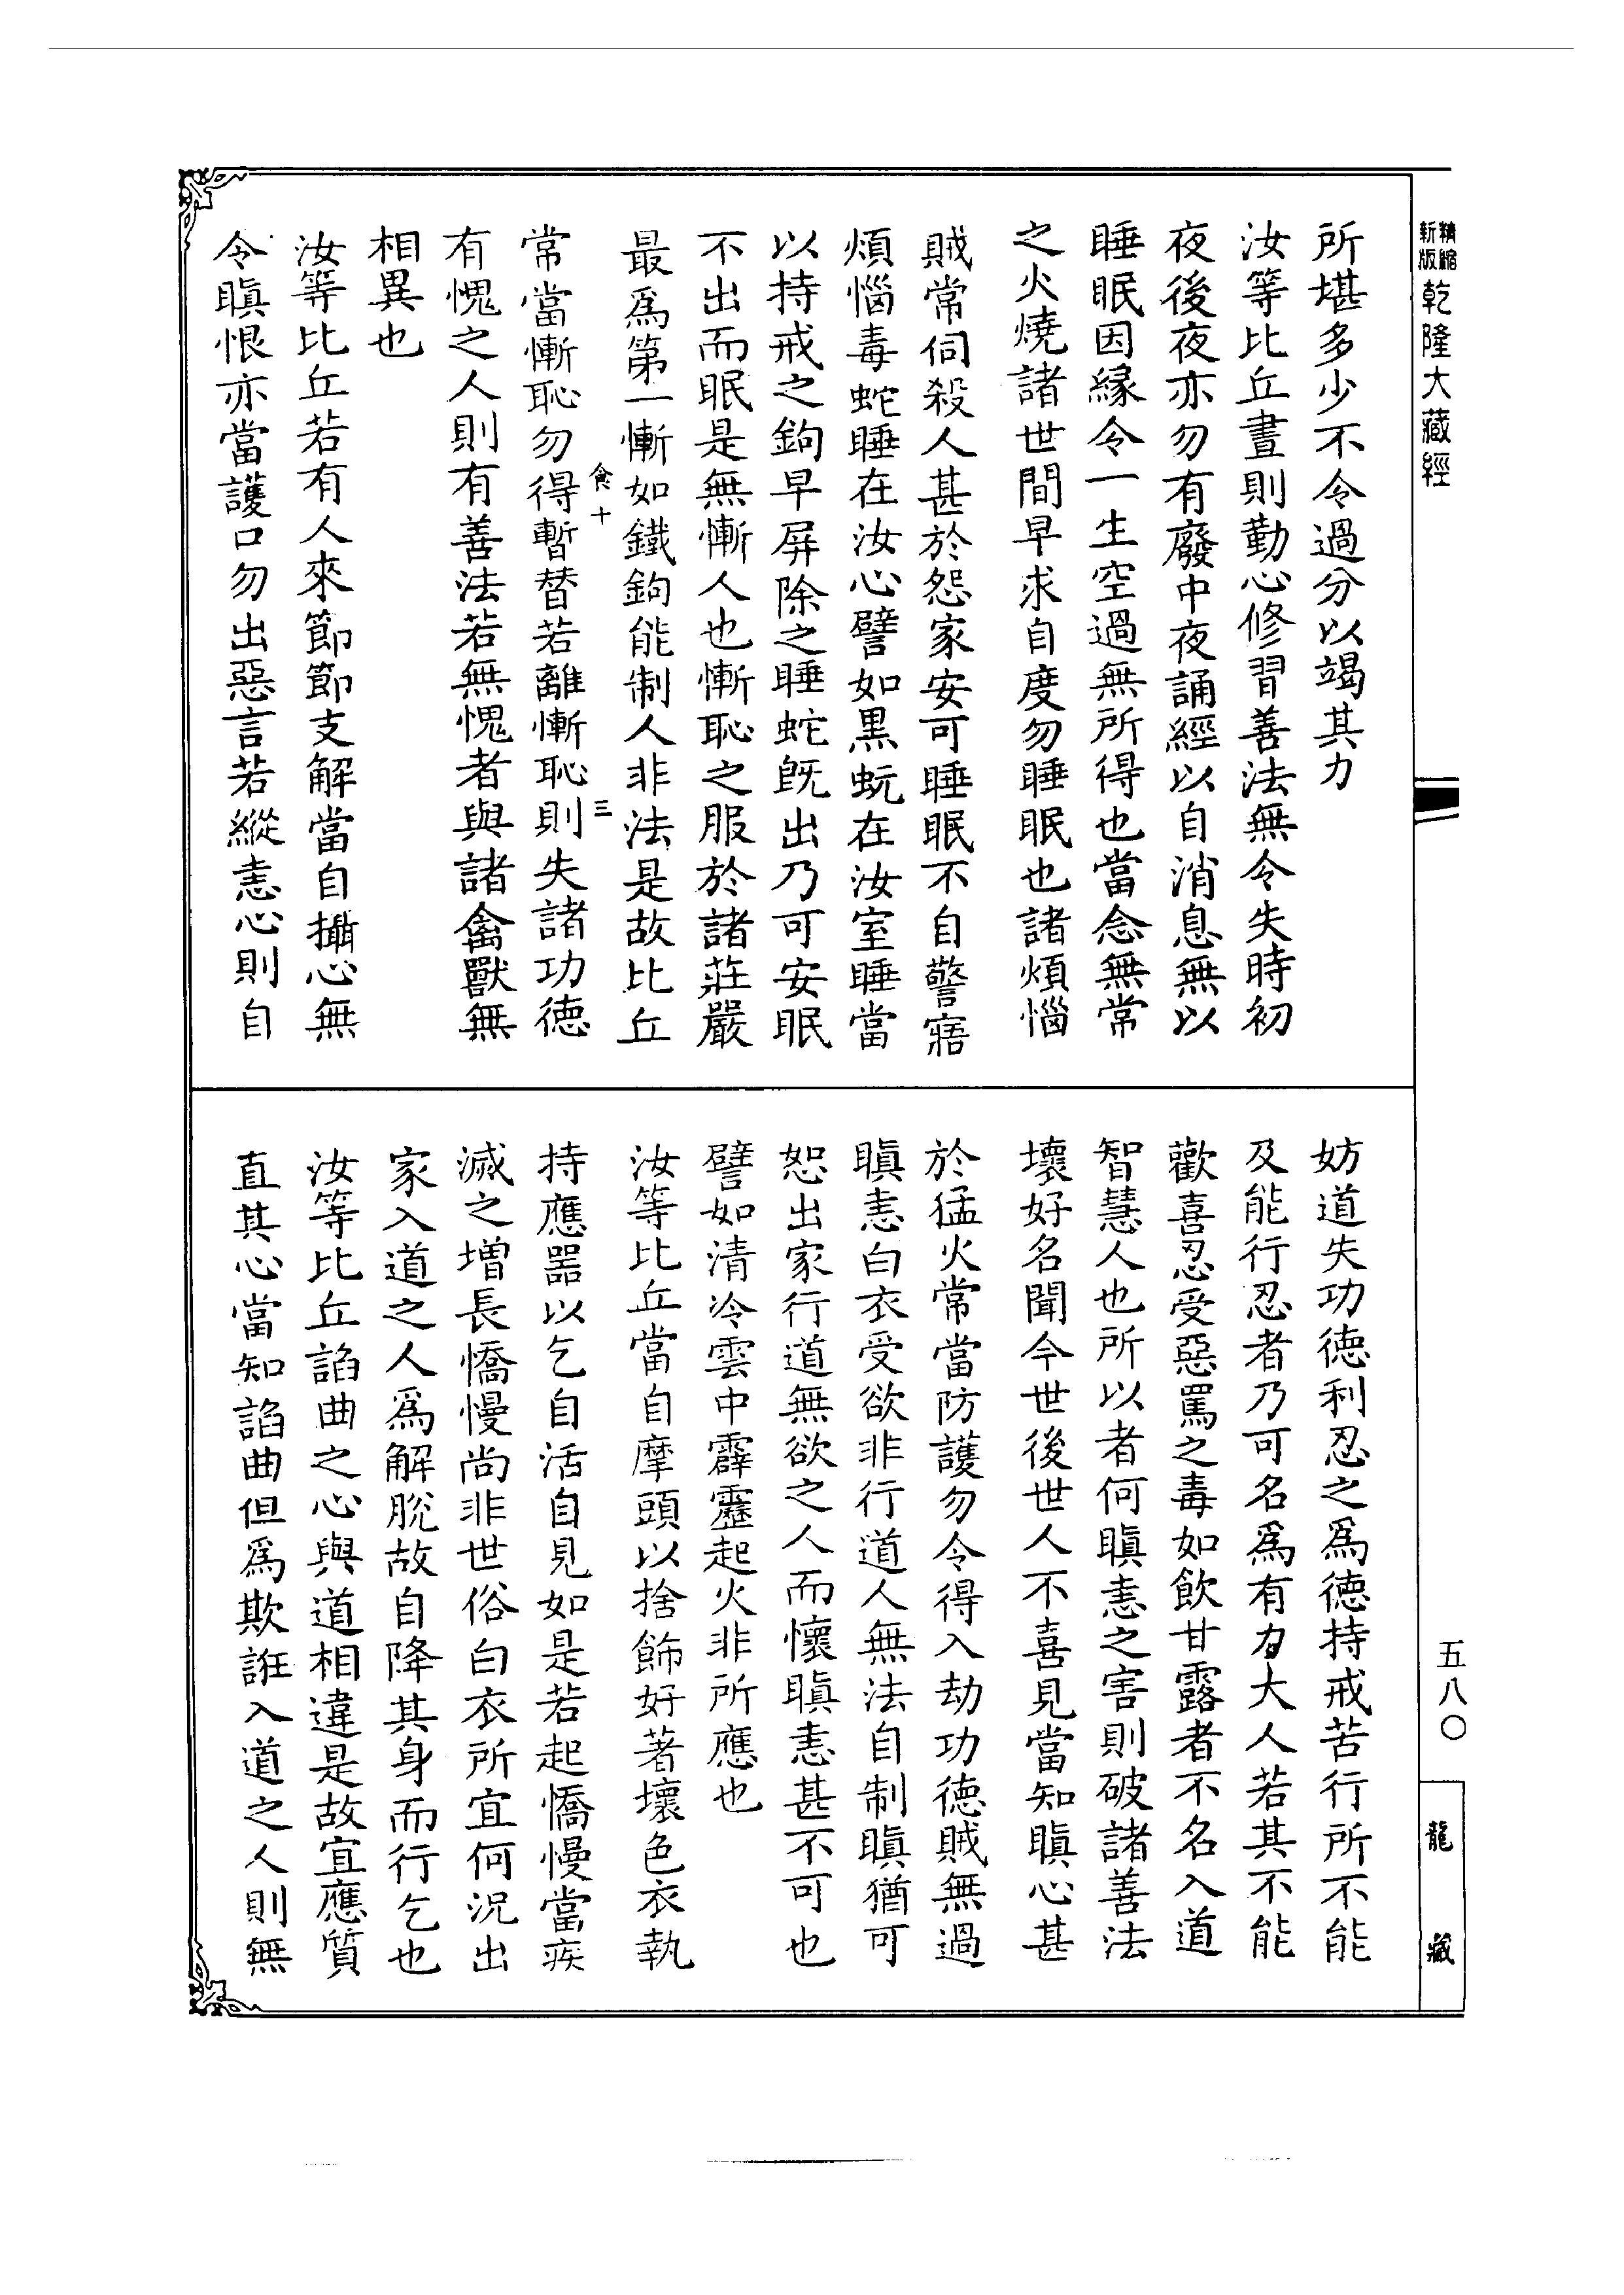 精縮
新版
乾隆大藏經
所堪多少不令過分以竭其力
汝等比丘晝則勤心修習善法無令失時初
夜後夜亦勿有廢中夜誦經以自消息無以
睡眠因緣令一生空過無所得也當念無常
之火燒諸世間早求自度勿睡眠也諸煩惱
賊常伺殺人甚於怨家安可睡眠不自警寤
煩惱毒蛇睡在汝心譬如黑蚖在汝室睡當
以持戒之鉤早屏除之睡蛇既出乃可安眠
不出而眠是無慚人也慚恥之服於諸莊嚴
最爲第一慚如鐵鉤能制人非法是故比丘
食十
三
常當慚恥勿得暫替若離慚恥則失諸功德
有愧之人則有善法若無愧者與諸禽獸無
相異也
汝等比丘若有人來節節支解當自攝心無
令瞋恨亦當護口勿出惡言若縱恚心則自
妨道失功德利忍之爲德持戒苦行所不能
及能行忍者乃可名爲有力大人若其不能
歡喜忍受惡罵之毒如飲甘露者不名入道
智慧人也所以者何瞋恚之害則破諸善法
壞好名聞今世後世人不喜見當知瞋心甚
於猛火常當防護勿令得入劫功德賊無過
瞋恚白衣受欲非行道人無法自制瞋猶可
恕出家行道無欲之人而懷瞋恚甚不可也
譬如清冷雲中霹靂起火非所應也
汝等比丘當自摩頭以捨飾好著壞色衣執
持應器以乞自活自見如是若起憍慢當疾
滅之增長憍慢尚非世俗白衣所宜何況出
家入道之人爲解脫故自降其身而行乞也
汝等比丘諂曲之心與道相違是故宜應質
直其心當知諂曲但爲欺誑入道之人則無
五八〇
龍藏